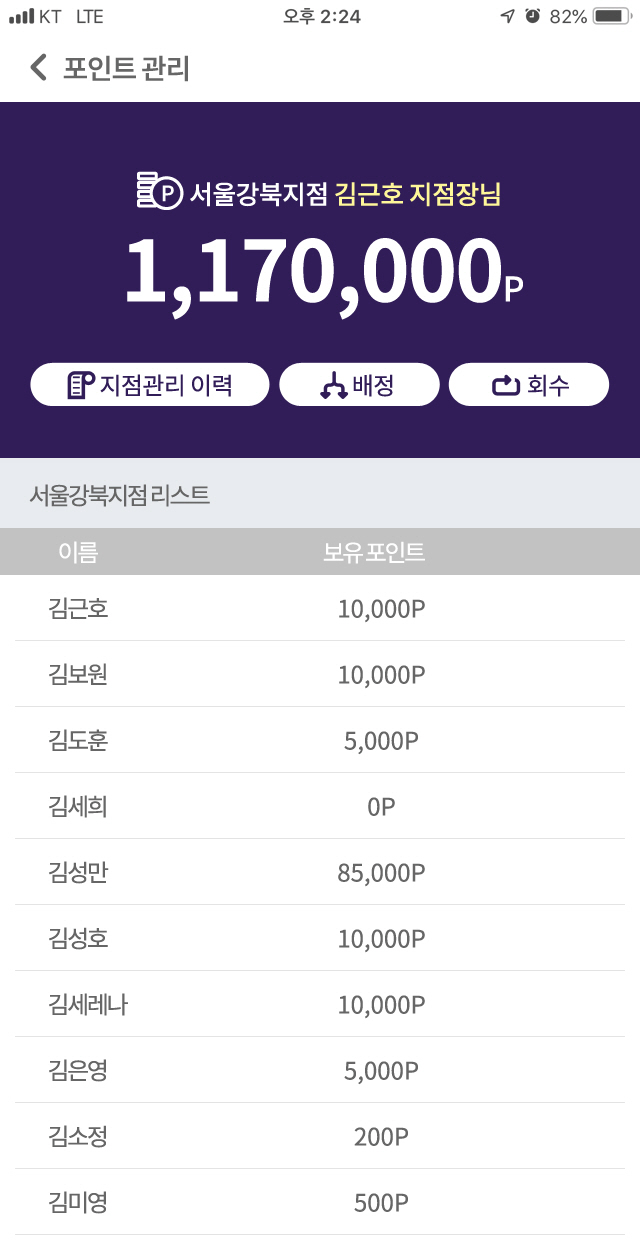 KT LTE 오후 2:24 82%
포인트 관리
P 서울강북지점 김근호 지점장님
1,170,000P
지점관리 이력 배정 회수
서울강북지점 리스트
이름 보유 포인트
김근호 10,000P
김보원 10,000P
김도훈 5,000P
김세희 0P
김성만 85,000P
김성호 10,000P
김세레나 10,000P
김은영 5,000P
김소정 200P
김미영 500P